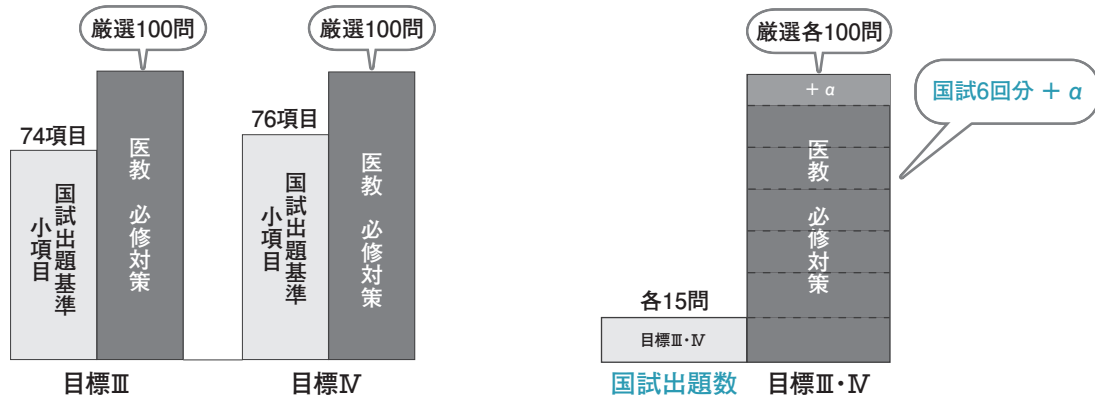 厳選100問
厳選100問
74項目
76項目
国試出題基準
小項目
医教 必修対策
国試出題基準
小項目
医教 必修対策
目標Ⅲ
目標Ⅳ
厳選各100問
国試6回分 + α
+ α
医教 必修対策
各15問
目標Ⅲ・Ⅳ
国試出題数
目標Ⅲ・Ⅳ